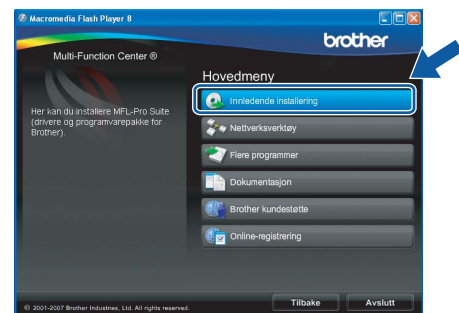 Macromedia Flash Player 8
brother
Multi-Function Center ®
Hovedmeny
Her kan du installere MFL-Pro Suite
(drivere og programvarepakke for
Brother).
Innledende installering
Nettverksverktøy
Flere programmer
Dokumentasjon
Brother kundestøtte
Online-registrering
© 2001-2007 Brother Industries, Ltd. All rights reserved.
Tilbake
Avslutt